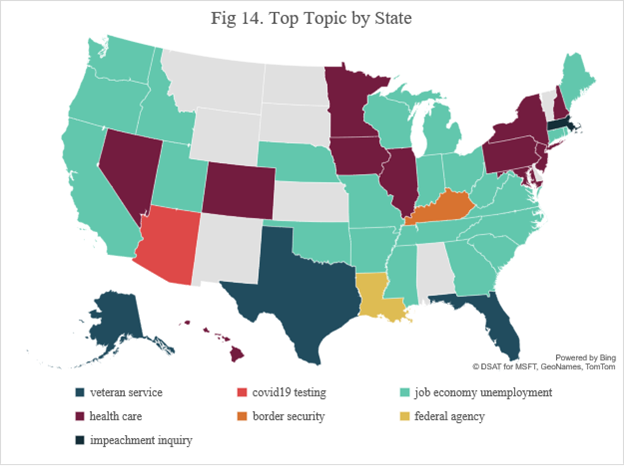 Fig 14. Top Topic by State
Powered by Bing
© DSAT for MSFT, GeoNames, TomTom
veteran service
covid19 testing
job economy unemployment
health care
border security
federal agency
impeachment inquiry